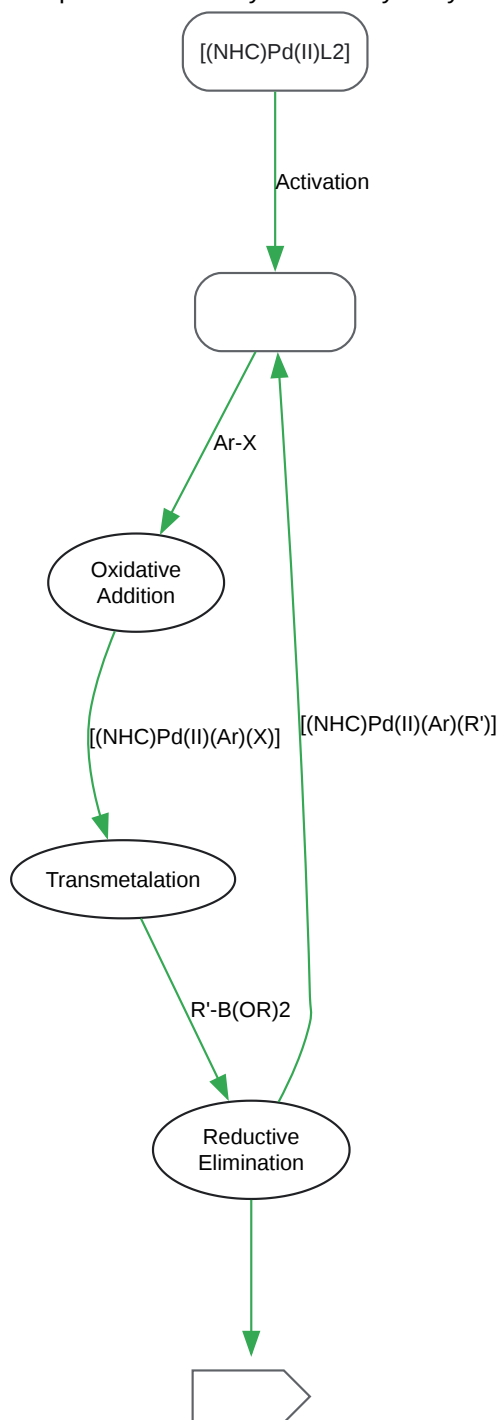 [(NHC)Pd(II)L2]
Activation
Ar-X
Oxidative
Addition
[(NHC)Pd(II)(Ar)(X)]
[(NHC)Pd(II)(Ar)(R')]
Transmetalation
R'-B(OR)2
Reductive
Elimination